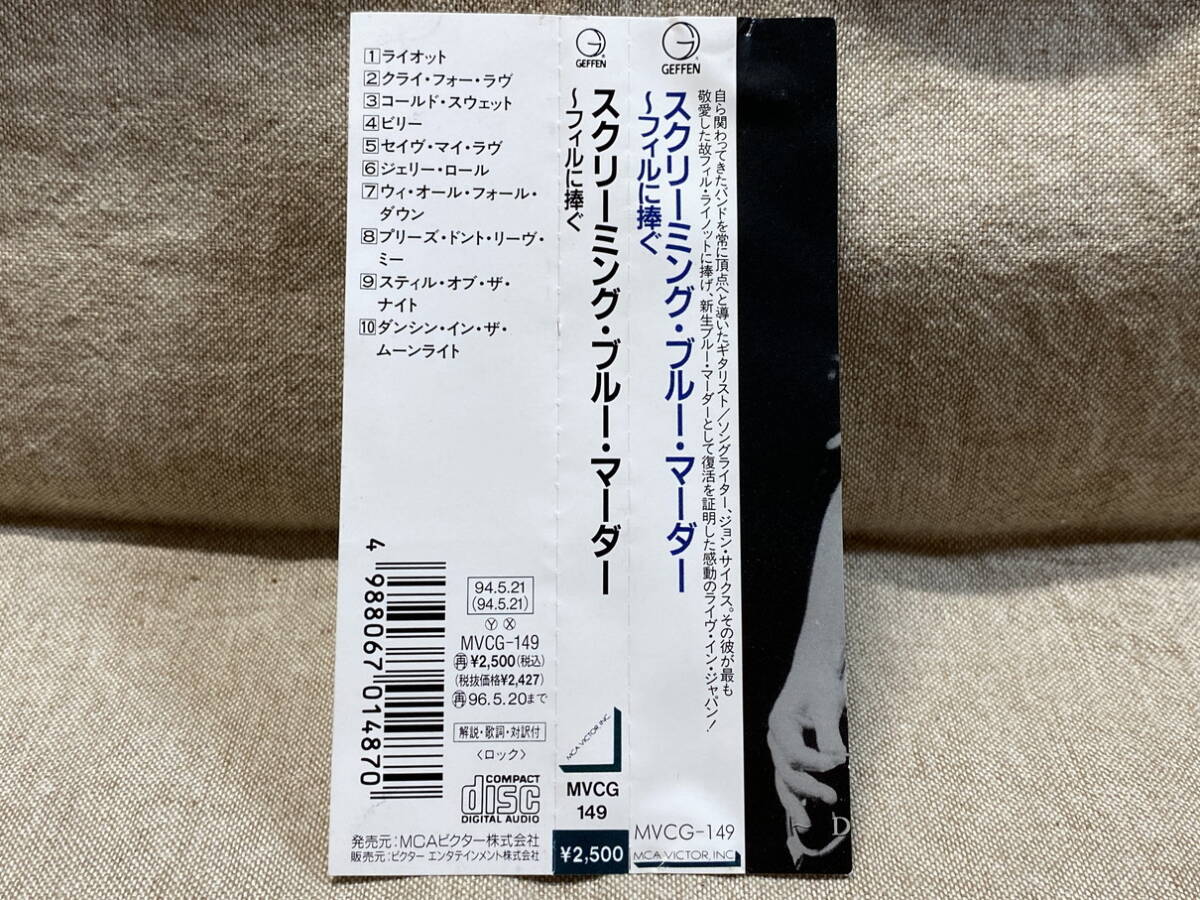 1 ライオット
2 クライ・フォー・ラヴ
3 コールド・スウェット
4 ビリー
5 セイヴ・マイ・ラヴ
6 ジェリー・ロール
7 ウィ・オール・フォール・
ダウン
8 プリーズ・ドント・リーヴ・
ミー
9 スティル・オブ・ザ・
ナイト
10 ダンシン・イン・ザ・
ムーンライト
4 988067 014870
94.5.21
(94.5.21)
Ⓨ Ⓧ
MVCG-149
再 ¥2,500(税込)
(税抜価格¥2,427)
再 96.5.20まで
解説・歌詞・対訳付
〈ロック〉
COMPACT
disc
DIGITAL AUDIO
発売元:MCAビクター株式会社
販売元:ビクター エンタテインメント株式会社
G
GEFFEN
スクリーミング・ブルー・マーダー
〜フィルに捧ぐ
MCA VICTOR, INC.
MVCG
149
¥2,500
G
GEFFEN
自ら関わってきたバンドを常に頂点へと導いたギタリスト/ソングライター、ジョン・サイクス。その彼が最も
敬愛した故フィル・ライノットに捧げ、新生ブルー・マーダーとして復活を証明した感動のライヴ・イン・ジャパン!
スクリーミング・ブルー・マーダー
〜フィルに捧ぐ
MVCG-149
MCA VICTOR, INC.
D